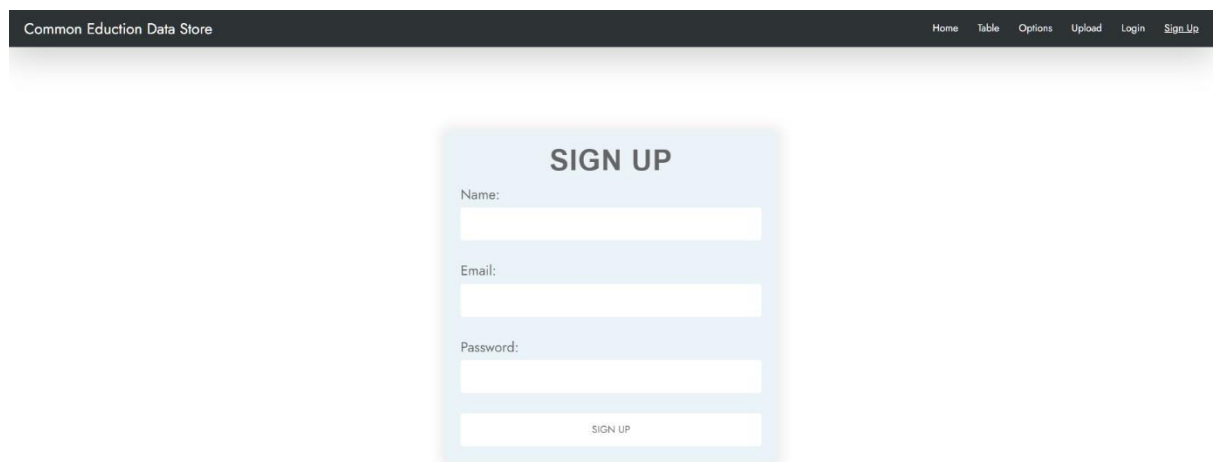 Common Eduction Data Store
Home Table Options Upload Login Sign Up
SIGN UP
Name:
Email:
Password:
SIGN UP